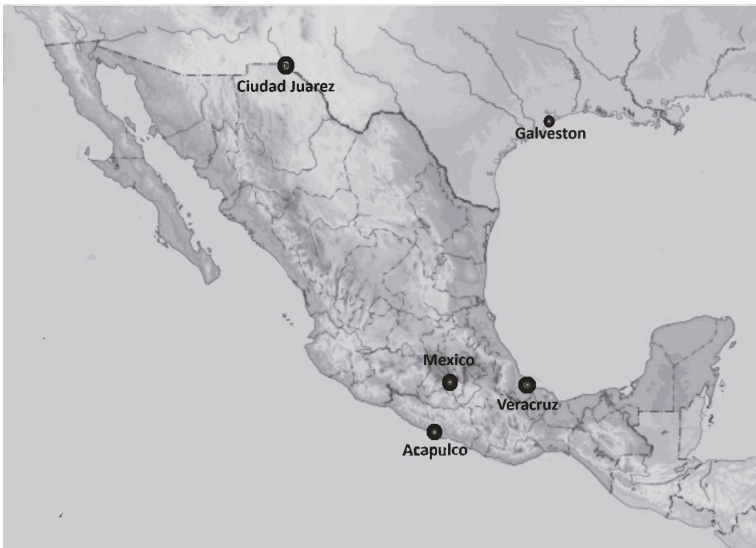 Ciudad Juarez
Galveston
Mexico
Veracruz
Acapulco